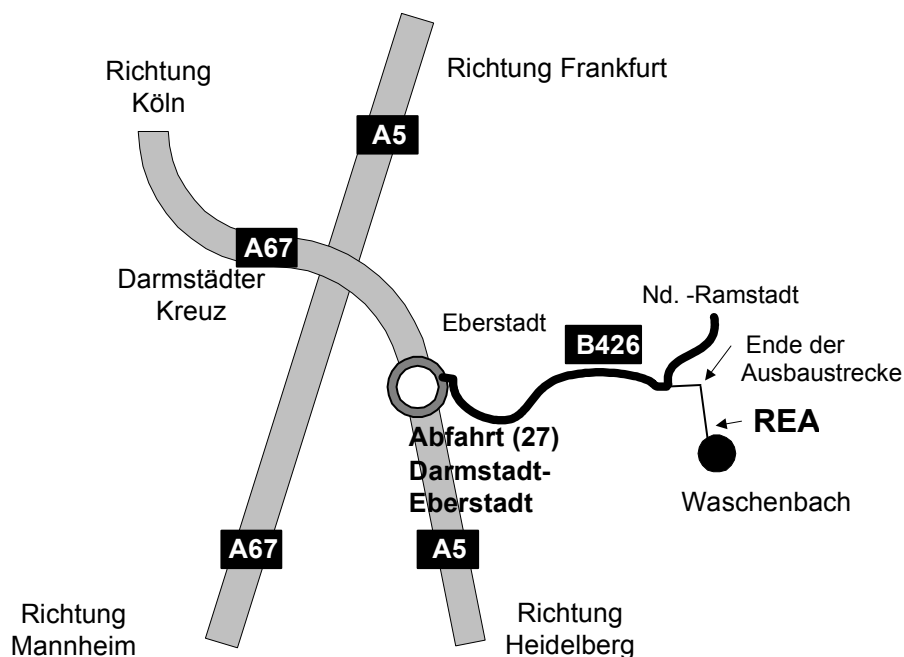 Richtung
Köln
Richtung Frankfurt
A5
A67
Darmstädter
Kreuz
Eberstadt
B426
Nd. -Ramstadt
Ende der
Ausbaustrecke
REA
Waschenbach
Abfahrt (27)
Darmstadt-
Eberstadt
A67
A5
Richtung
Mannheim
Richtung
Heidelberg